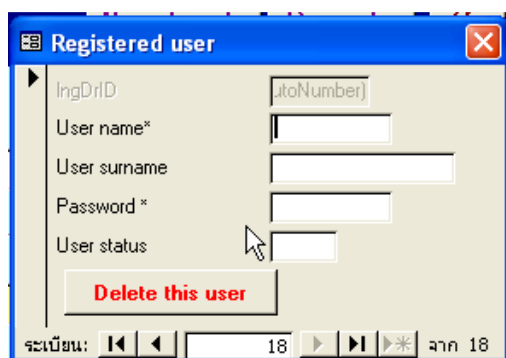 Registered user
lngDrID utoNumber)
User name*
User surname
Password *
User status
Delete this user
ระเบียน: 18 จาก 18